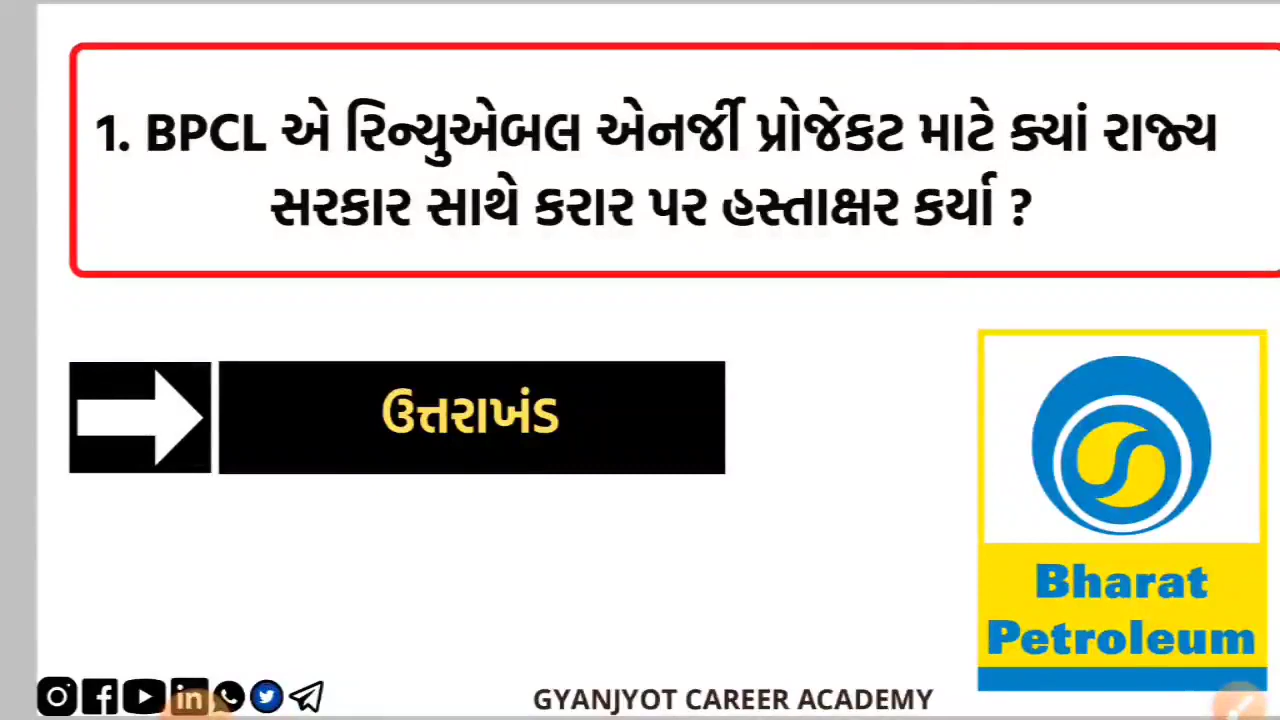 1. BPCL એ રિન્યુએબલ એનર્જી પ્રોજેકટ માટે ક્યાં રાજ્ય
સરકાર સાથે કરાર પર હસ્તાક્ષર કર્યા ?
ઉત્તરાખંડ
Bharat
Petroleum
GYANJYOT CAREER ACADEMY